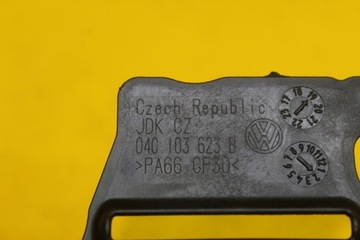 Czech Republic
JDK CZ
04C 103 623 B
>PA66 GF30<